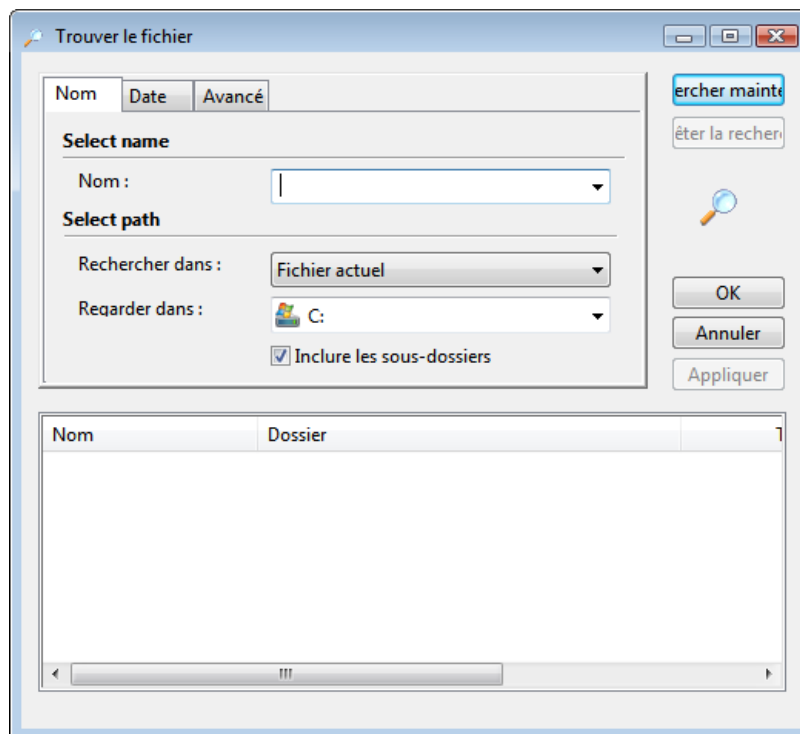 Trouver le fichier
Nom Date Avancé
ercher mainte
êter la recher
Select name
Nom :
Select path
Rechercher dans : Fichier actuel
Regarder dans : C:
Inclure les sous-dossiers
OK
Annuler
Appliquer
Nom Dossier